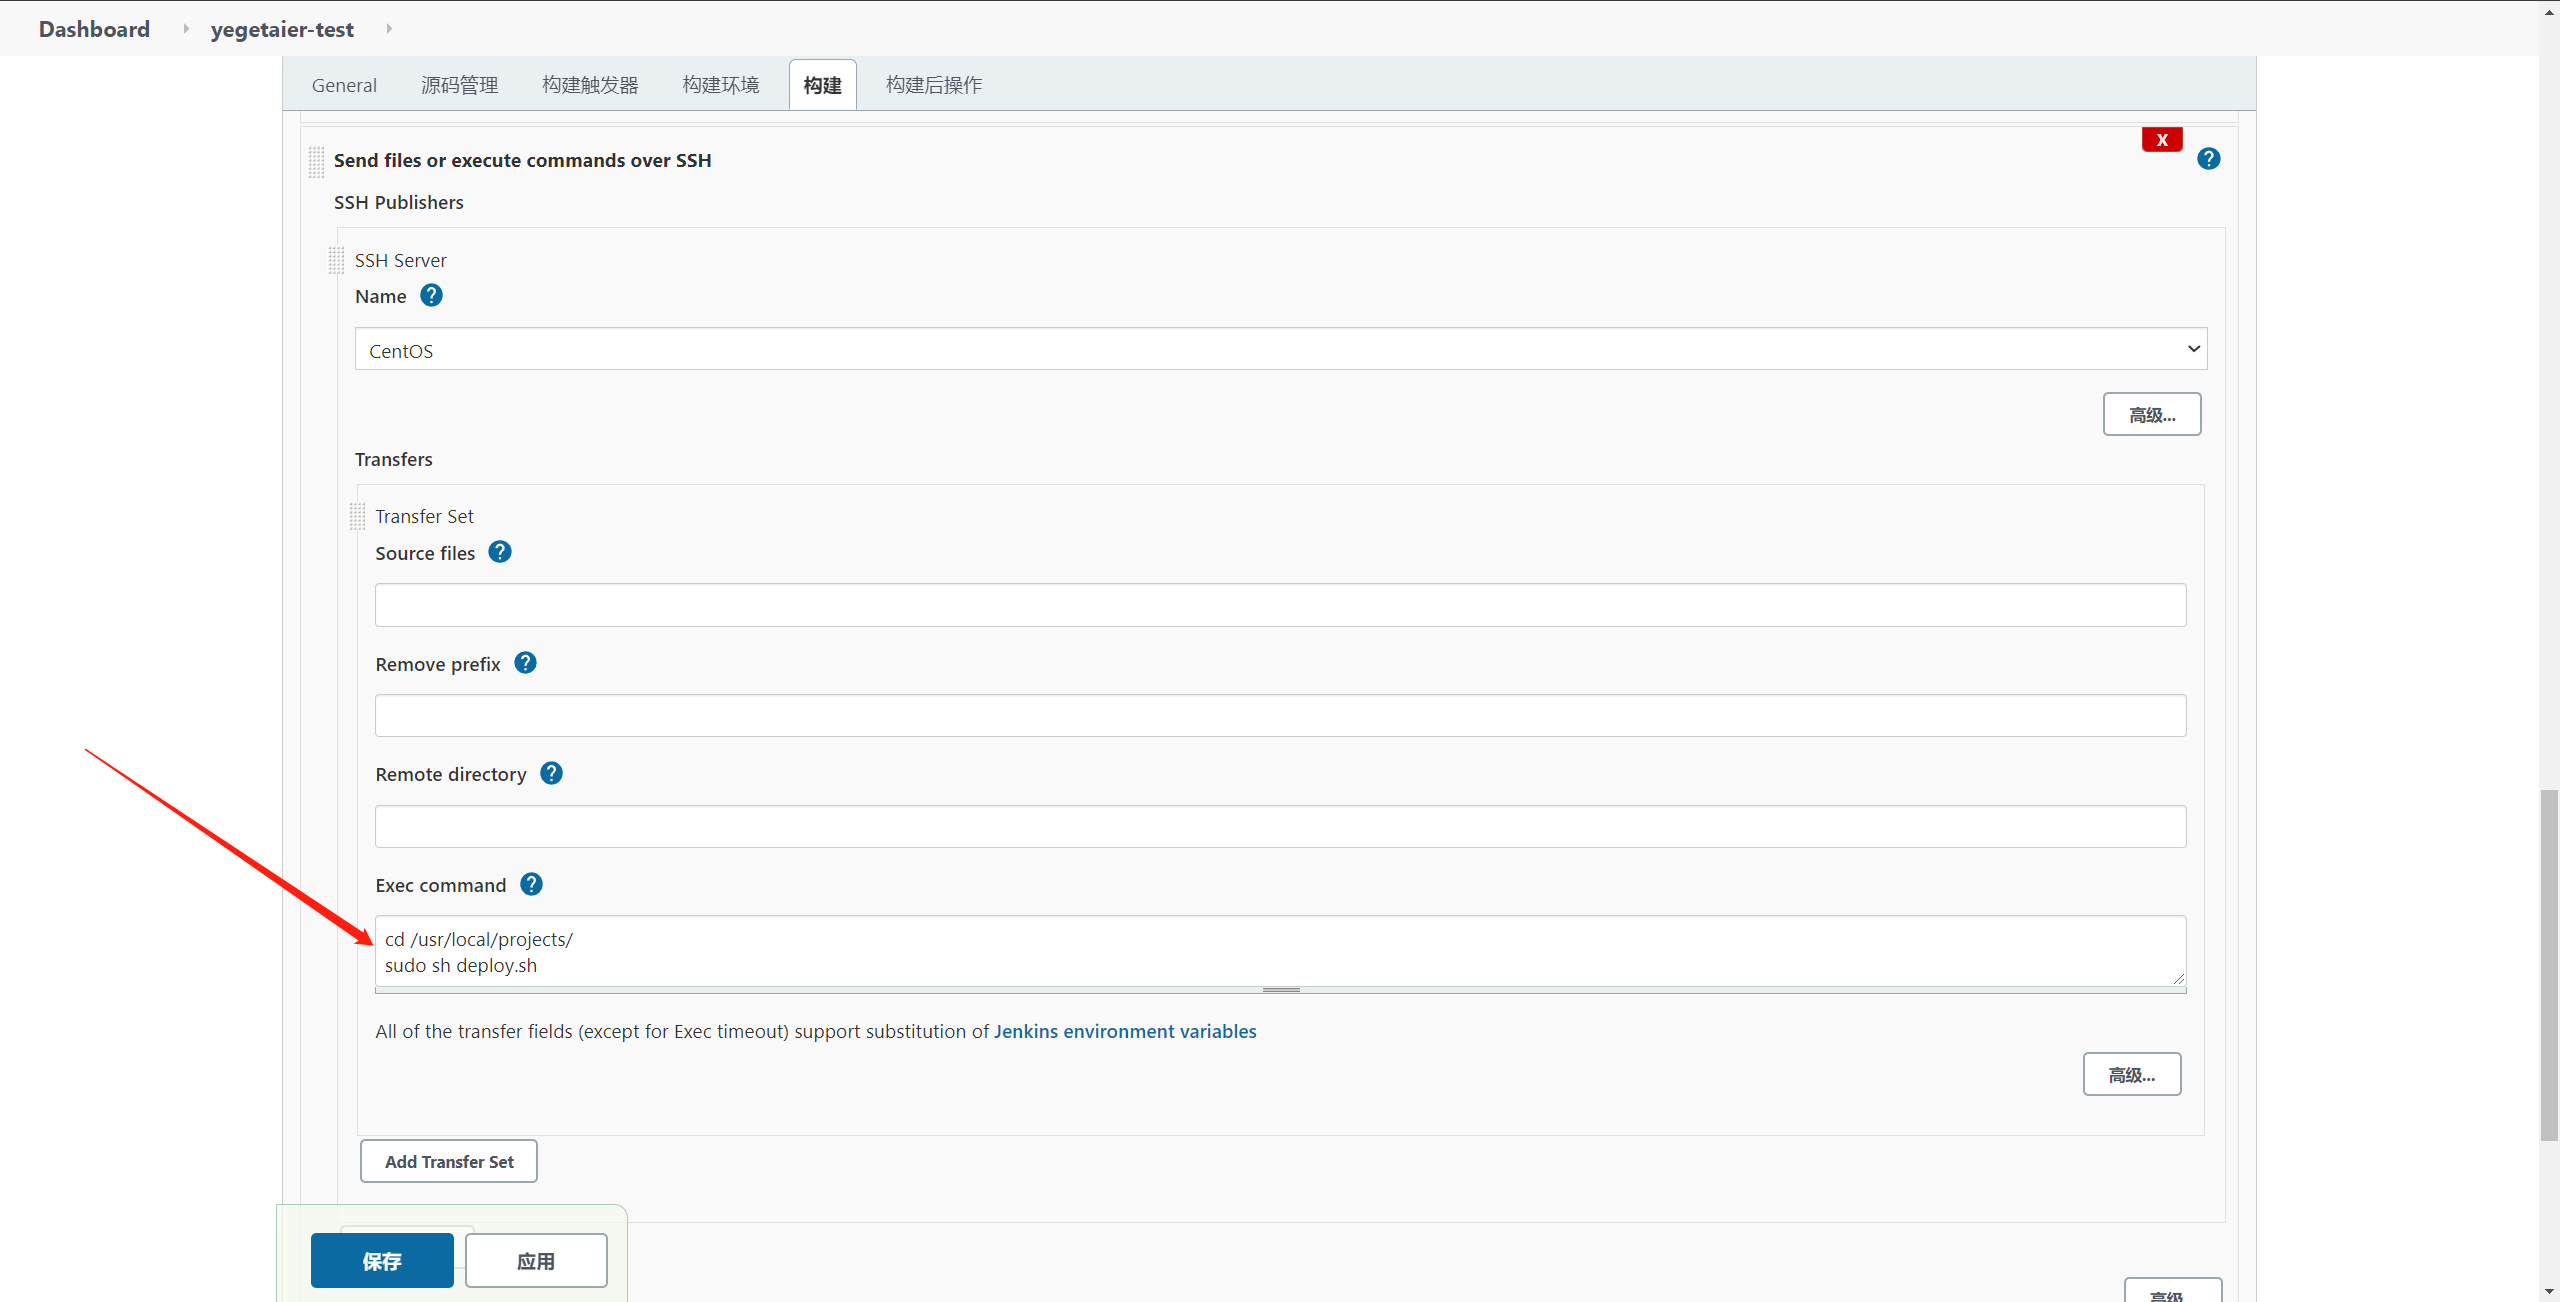 Dashboard
yegetaier-test
General
源码管理
构建触发器
构建环境
构建
构建后操作
X
Send files or execute commands over SSH
?
SSH Publishers
SSH Server
Name ?
CentOS
高级...
Transfers
Transfer Set
Source files ?
Remove prefix ?
Remote directory ?
Exec command ?
cd /usr/local/projects/
sudo sh deploy.sh
All of the transfer fields (except for Exec timeout) support substitution of Jenkins environment variables
高级...
Add Transfer Set
保存
应用
高级